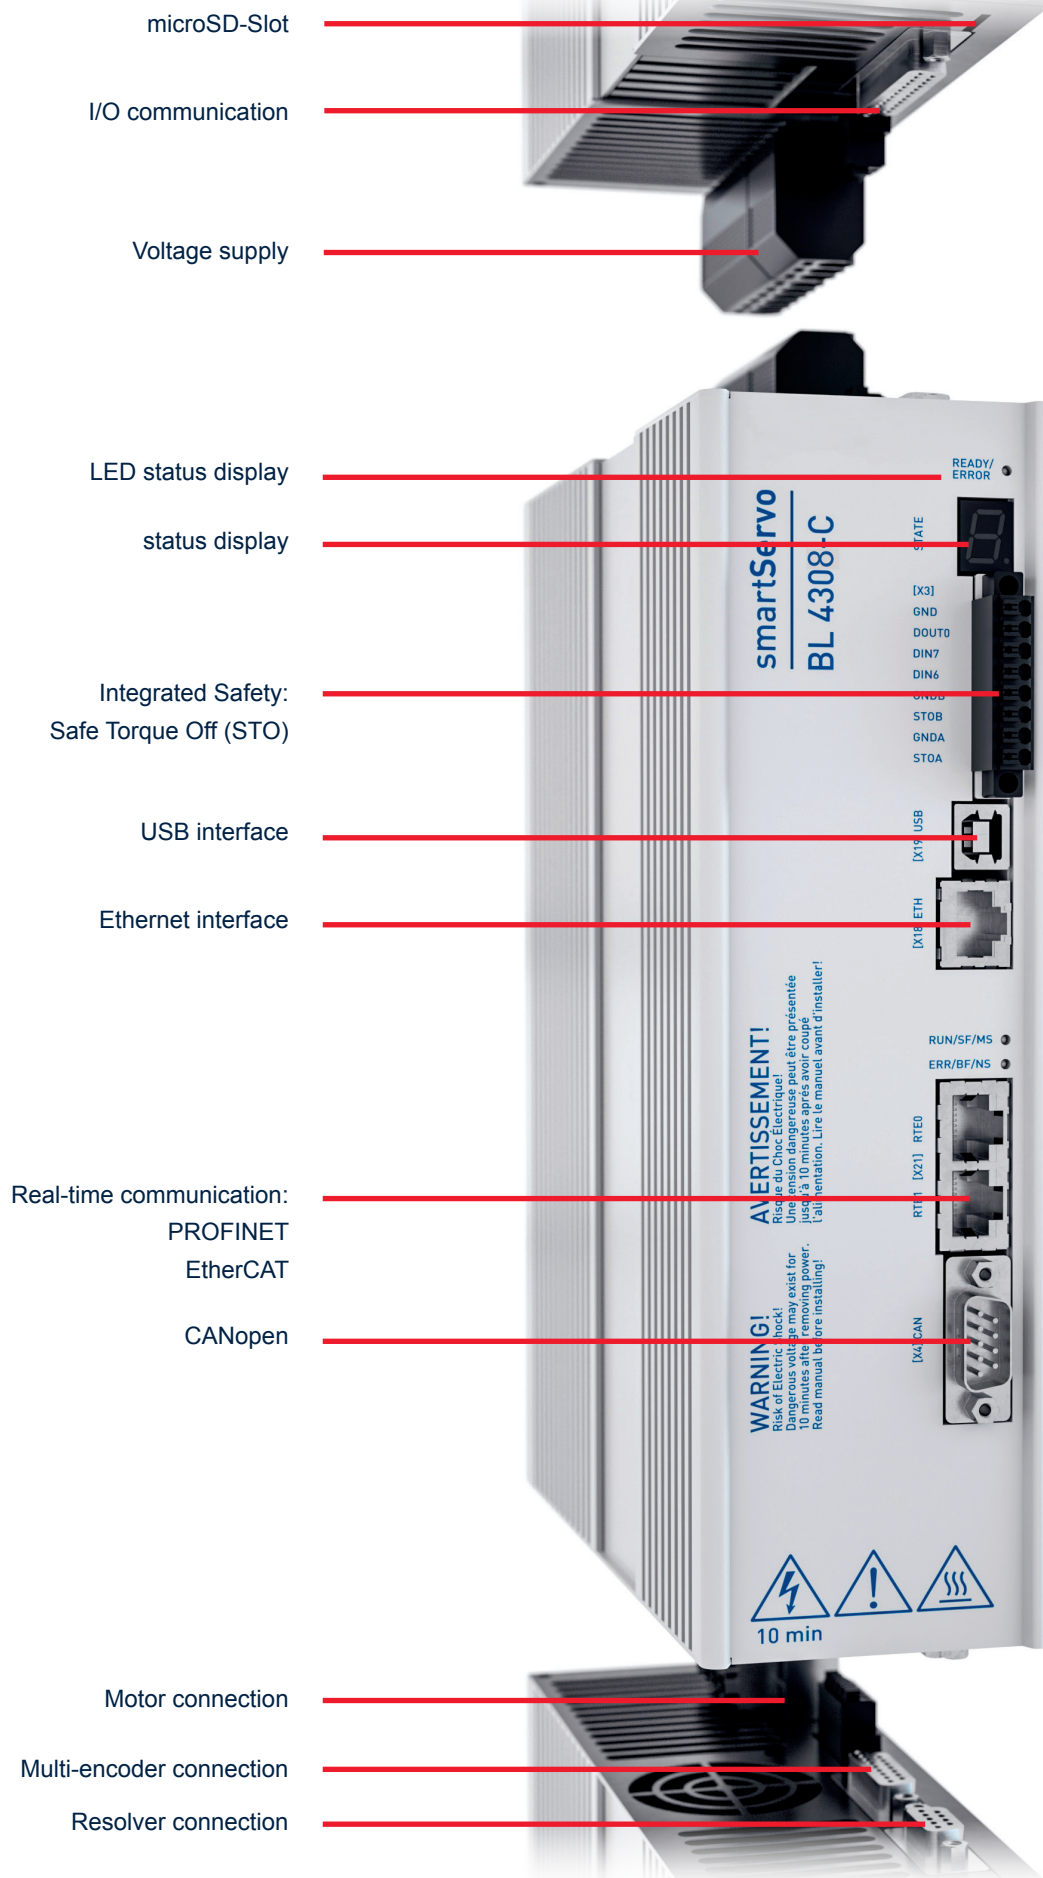 microSD-Slot
I/O communication
Voltage supply
LED status display
status display
Integrated Safety:
Safe Torque Off (STO)
USB interface
Ethernet interface
Real-time communication:
PROFINET
EtherCAT
CANopen
Motor connection
Multi-encoder connection
Resolver connection
smartServo
BL 4308-C
READY/
ERROR
STATE
[X3]
GND
DOUT0
DIN7
DIN6
GNDB
STOB
GNDA
STOA
[X19] USB
[X18] ETH
RUN/SF/MS
ERR/BF/NS
RTE1 [X21] RTE0
[X4] CAN
AVERTISSEMENT!
Risque du Choc Électrique!
Une tension dangereuse peut être présentée
jusqu'à 10 minutes aprés avoir coupé
l'alimentation. Lire le manuel avant d'installer!
WARNING!
Risk of Electric Shock!
Dangerous voltage may exist for
10 minutes after removing power.
Read manual before installing!
10 min